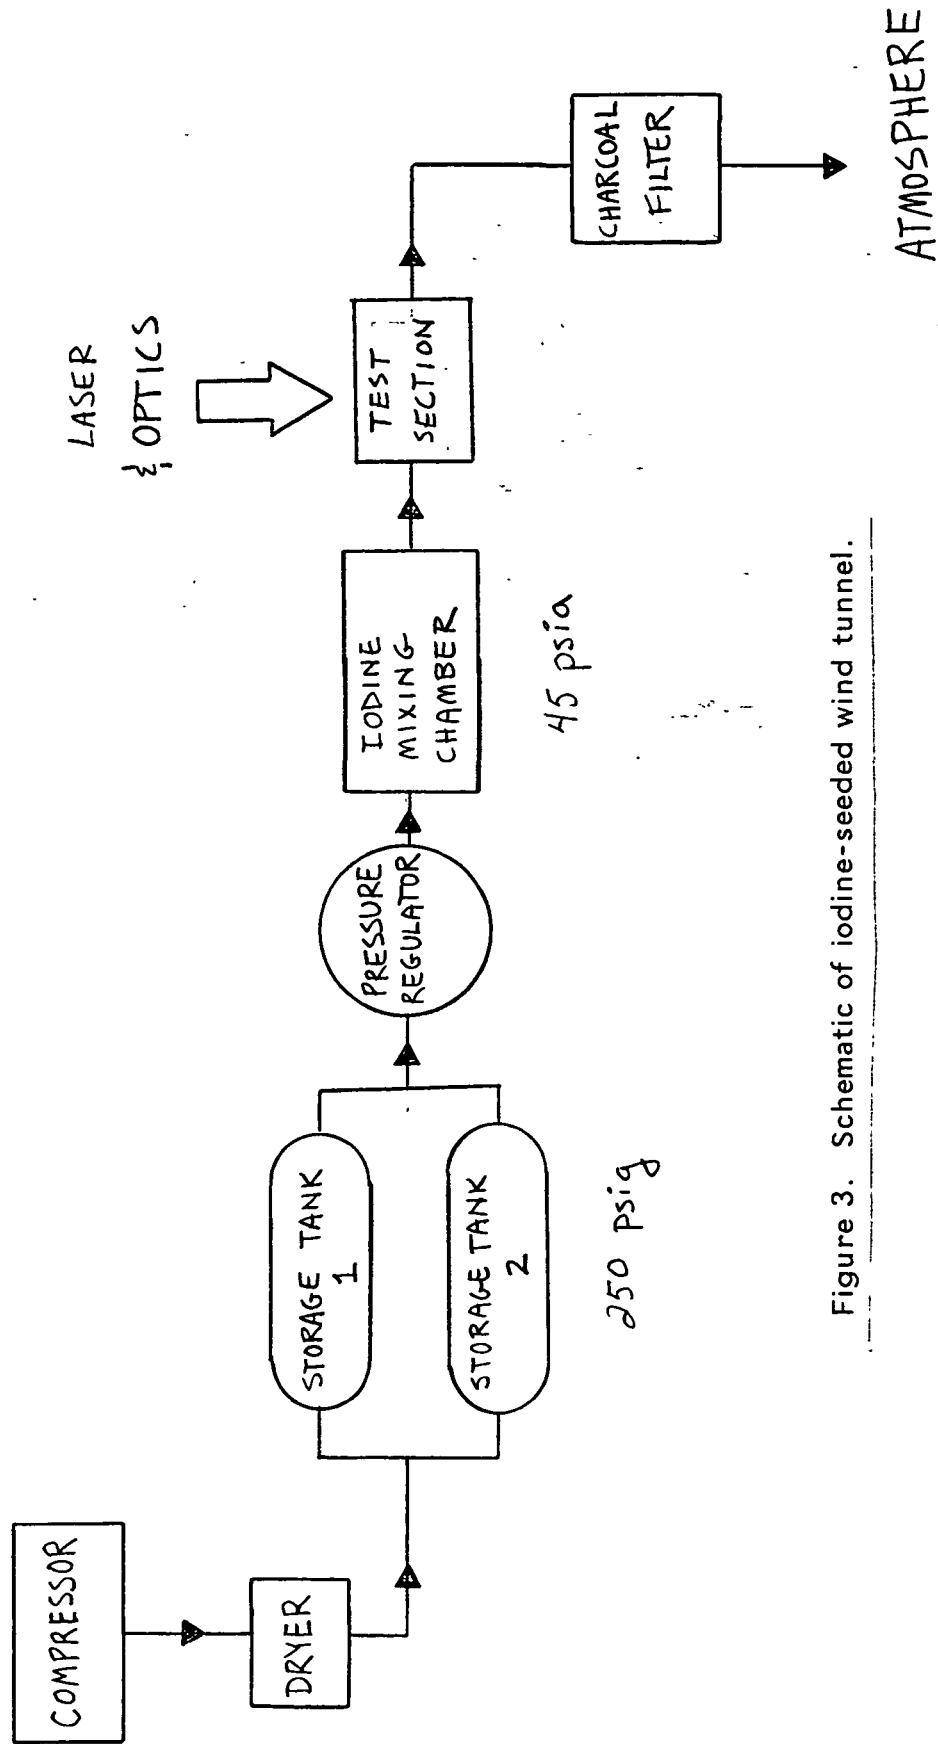 COMPRESSOR
DRYER
STORAGE TANK
1
STORAGE TANK
2
250 psig
PRESSURE
REGULATOR
IODINE
MIXING
CHAMBER
45 psia
LASER
& OPTICS
TEST
SECTION
CHARCOAL
FILTER
ATMOSPHERE
Figure 3. Schematic of iodine-seeded wind tunnel.